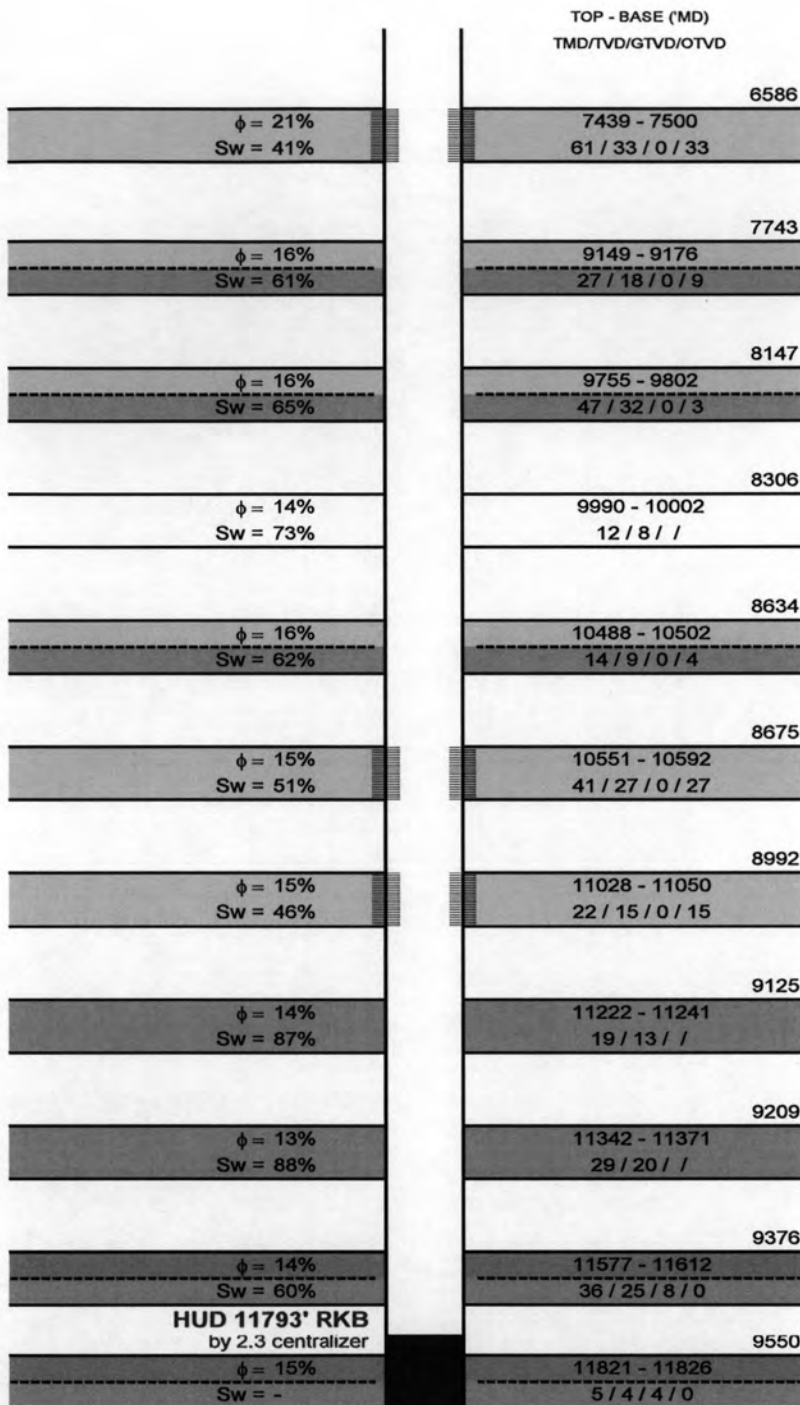 TOP - BASE ('MD)
TMD/TVD/GTVD/OTVD
6586
ϕ = 21% 7439 - 7500
Sw = 41% 61 / 33 / 0 / 33
7743
ϕ = 16% 9149 - 9176
Sw = 61% 27 / 18 / 0 / 9
8147
ϕ = 16% 9755 - 9802
Sw = 65% 47 / 32 / 0 / 3
8306
ϕ = 14% 9990 - 10002
Sw = 73% 12 / 8 / /
8634
ϕ = 16% 10488 - 10502
Sw = 62% 14 / 9 / 0 / 4
8675
ϕ = 15% 10551 - 10592
Sw = 51% 41 / 27 / 0 / 27
8992
ϕ = 15% 11028 - 11050
Sw = 46% 22 / 15 / 0 / 15
9125
ϕ = 14% 11222 - 11241
Sw = 87% 19 / 13 / /
9209
ϕ = 13% 11342 - 11371
Sw = 88% 29 / 20 / /
9376
ϕ = 14% 11577 - 11612
Sw = 60% 36 / 25 / 8 / 0
HUD 11793' RKB
by 2.3 centralizer 9550
ϕ = 15% 11821 - 11826
Sw = - 5 / 4 / 4 / 0